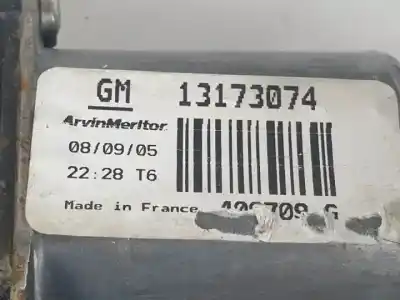 GM 13173074
ArvinMeritor
08/09/05
22:28 T6
Made in France